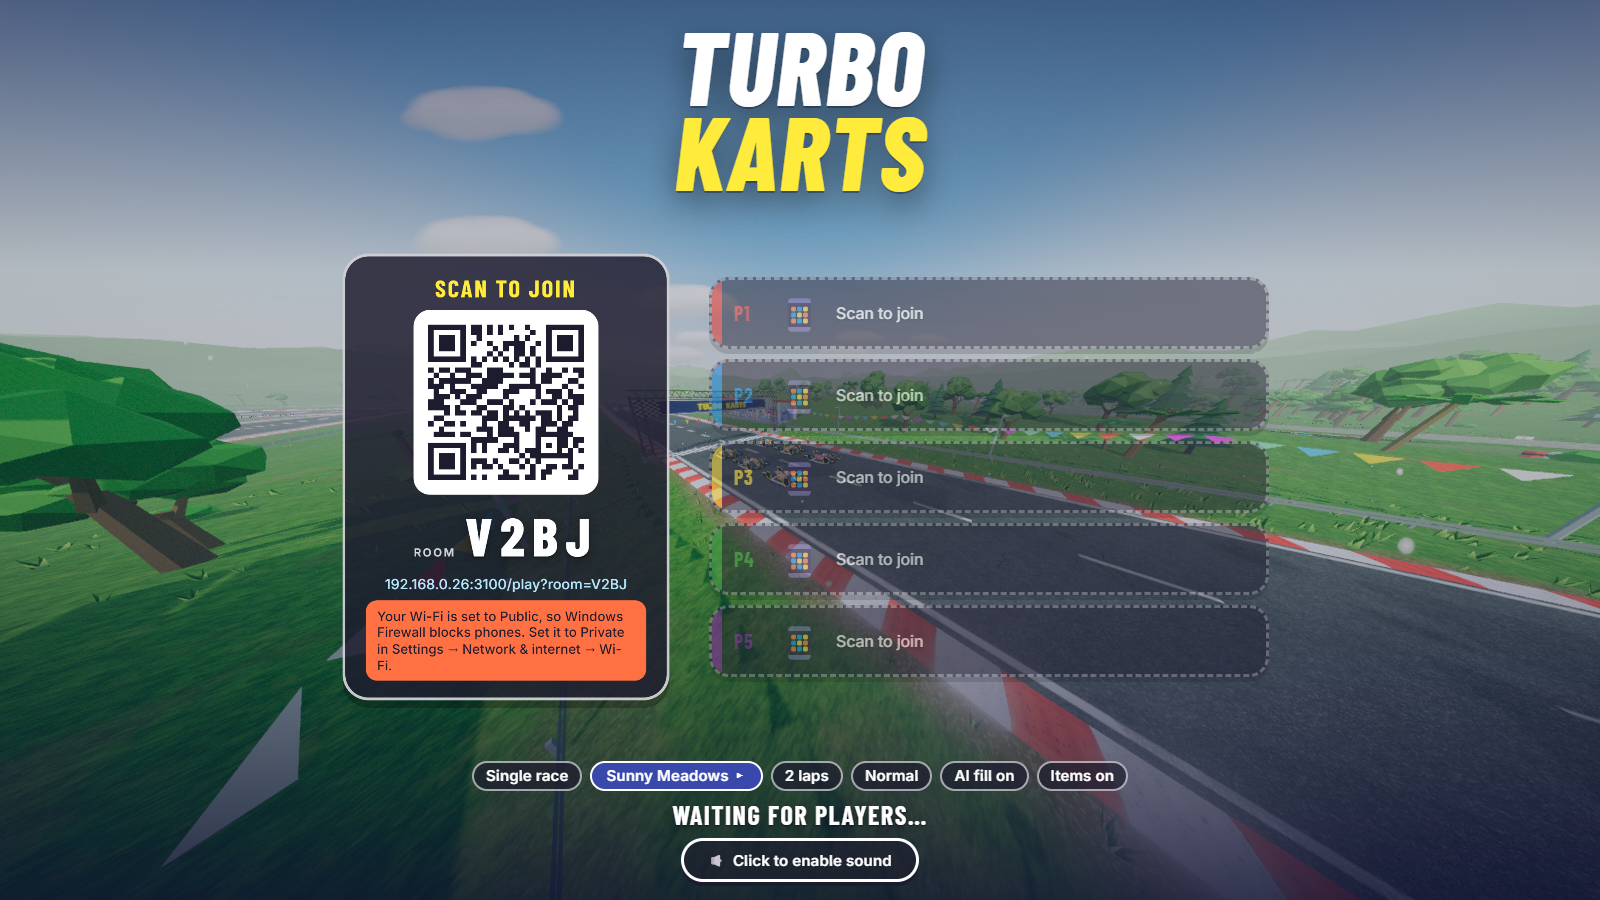 TURBO
KARTS
SCAN TO JOIN
ROOM V2BJ
192.168.0.26:3100/play?room=V2BJ
Your Wi-Fi is set to Public, so Windows
Firewall blocks phones. Set it to Private
in Settings → Network & internet → Wi-
Fi.
P1 Scan to join
P2 Scan to join
P3 Scan to join
P4 Scan to join
P5 Scan to join
TURBO KARTS
Single race
Sunny Meadows ▸
2 laps
Normal
AI fill on
Items on
WAITING FOR PLAYERS...
Click to enable sound